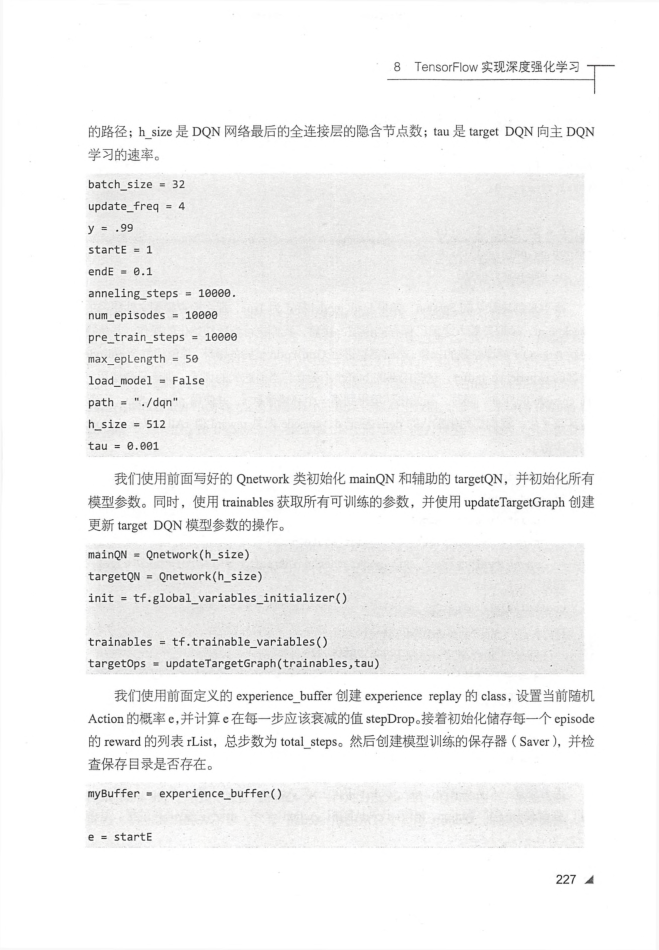 8 TensorFlow 实现深度强化学习
的路径；h_size 是 DQN 网络最后的全连接层的隐含节点数；tau 是 target DQN 向主 DQN
学习的速率。
batch_size = 32
update_freq = 4
y = .99
startE = 1
endE = 0.1
anneling_steps = 10000.
num_episodes = 10000
pre_train_steps = 10000
max_epLength = 50
load_model = False
path = "./dqn"
h_size = 512
tau = 0.001
我们使用前面写好的 Qnetwork 类初始化 mainQN 和辅助的 targetQN，并初始化所有
模型参数。同时，使用 trainables 获取所有可训练的参数，并使用 updateTargetGraph 创建
更新 target DQN 模型参数的操作。
mainQN = Qnetwork(h_size)
targetQN = Qnetwork(h_size)
init = tf.global_variables_initializer()
trainables = tf.trainable_variables()
targetOps = updateTargetGraph(trainables,tau)
我们使用前面定义的 experience_buffer 创建 experience replay 的 class，设置当前随机
Action 的概率 e，并计算 e 在每一步应该衰减的值 stepDrop。接着初始化储存每一个 episode
的 reward 的列表 rList，总步数为 total_steps。然后创建模型训练的保存器（Saver），并检
查保存目录是否存在。
myBuffer = experience_buffer()
e = startE
227